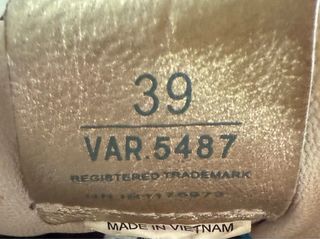 39
VAR.5487
REGISTERED TRADEMARK
MADE IN VIETNAM